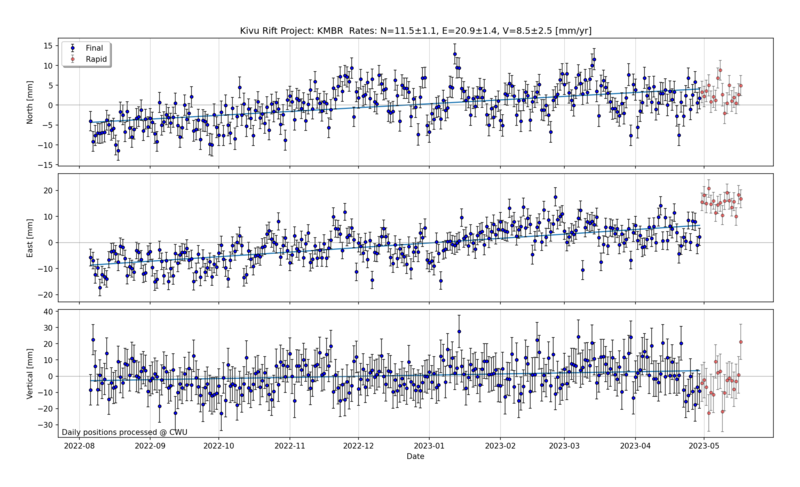 Kivu Rift Project: KMBR Rates: N=11.5±1.1, E=20.9±1.4, V=8.5±2.5 [mm/yr]
Final
Rapid
North [mm]
15
10
5
0
−5
−10
−15
East [mm]
20
10
0
−10
−20
Vertical [mm]
40
30
20
10
0
−10
−20
−30
Daily positions processed @ CWU
2022-08 2022-09 2022-10 2022-11 2022-12 2023-01 2023-02 2023-03 2023-04 2023-05
Date